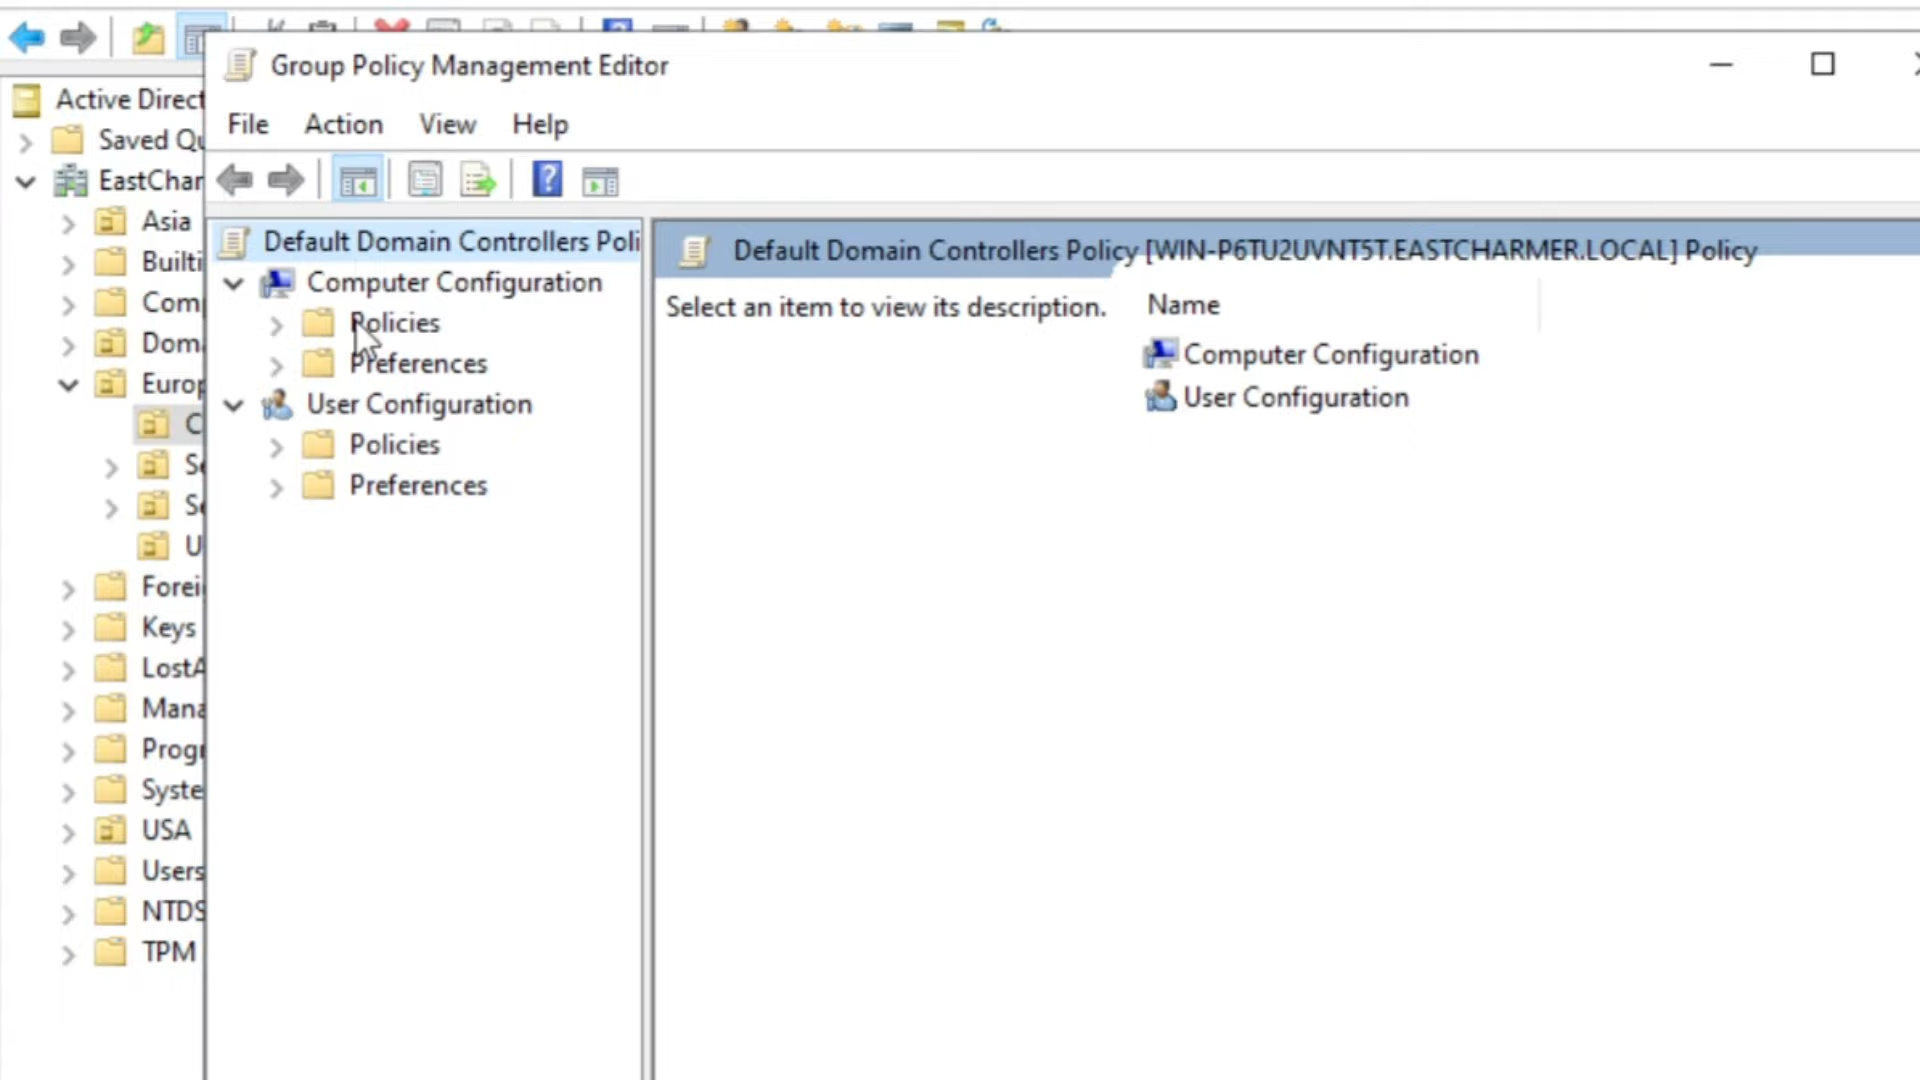 Group Policy Management Editor
File Action View Help
Active Direct
Saved Qu
EastChar
Asia
Builti
Com
Doma
Europ
C
Se
Se
U
Forei
Keys
LostA
Mana
Progr
Syste
USA
Users
NTDS
TPM
Default Domain Controllers Poli
Computer Configuration
Policies
Preferences
User Configuration
Policies
Preferences
Default Domain Controllers Policy [WIN-P6TU2UVNT5T.EASTCHARMER.LOCAL] Policy
Select an item to view its description.
Name
Computer Configuration
User Configuration